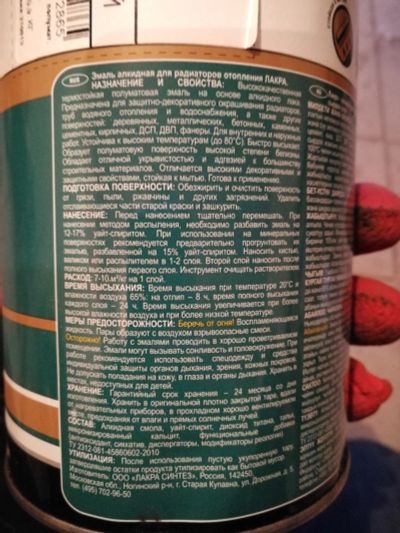 RUS
Эмаль алкидная для радиаторов отопления ЛАКРА.
НАЗНАЧЕНИЕ И СВОЙСТВА: Высококачественная
термостойкая полуматовая эмаль на основе алкидного лака.
Предназначена для защитно-декоративного окрашивания радиаторов,
труб водяного отопления и водоснабжения, а также других
поверхностей: деревянных, металлических, бетонных, каменных,
цементных, кирпичных, ДСП, ДВП, фанеры. Для внутренних и наружных
работ. Устойчива к высоким температурам (до 80°С). Быстро высыхает.
Образует полуматовую поверхность высокой степени белизны.
Обладает отличной укрывистостью и адгезией к большинству
строительных материалов. Отличается высокими декоративными и
защитными свойствами, стойкая к мытью. Готова к применению.
ПОДГОТОВКА ПОВЕРХНОСТИ: Обезжирить и очистить поверхность
от грязи, пыли, ржавчины и других загрязнений. Удалить
отслаивающиеся части старой краски и зашкурить.
НАНЕСЕНИЕ: Перед нанесением тщательно перемешать. При
нанесении методом распыления, необходимо разбавить эмаль на
12-17% уайт-спиритом. При использовании на минеральных
поверхностях рекомендуется предварительно прогрунтовать их
эмалью, разбавленной на 15% уайт-спиритом. Наносить кистью,
валиком или распылителем в 1-2 слоя. Второй слой наносить после
полного высыхания первого слоя. Инструмент очищать растворителем.
РАСХОД: 7-10 м²/кг на 1 слой.
ВРЕМЯ ВЫСЫХАНИЯ: Время высыхания при температуре 20°С и
влажности воздуха 65%: на отлип – 8 ч, время полного высыхания
каждого слоя – 24 ч. Время высыхания увеличивается при более
высокой влажности воздуха и при более низкой температуре.
МЕРЫ ПРЕДОСТОРОЖНОСТИ: Беречь от огня! Воспламеняющаяся
жидкость. Пары образуют с воздухом взрывоопасные смеси.
Осторожно! Работу с эмалями проводить в хорошо проветриваемом
помещении. Эмали могут вызывать сонливость и головокружение. При
работе рекомендуется использовать спецодежду и средства
индивидуальной защиты органов дыхания, зрения, кожных покровов.
Не допускать попадания на кожу, в глаза и органы дыхания. Хранить в
местах, недоступных для детей.
ХРАНЕНИЕ: Гарантийный срок хранения – 24 месяца со дня
изготовления. Хранить в оригинальной плотно закрытой таре, вдали
от нагревательных приборов, в прохладном хорошо вентилируемом
месте, предохранять от влаги и прямых солнечных лучей.
СОСТАВ: Алкидная смола, уайт-спирит, диоксид титана, тальк,
микронизированный кальцит, функциональные добавки
(антиоксидант, сиккатив, диспергаторы, модификаторы реологии)
ТУ 2312-051-45860602-2010
УТИЛИЗАЦИЯ: После использования пустую укупоренную тару и
затвердевшие остатки продукта утилизировать как бытовой мусор.
Изготовитель: ООО «ЛАКРА СИНТЕЗ», Россия,
Московская обл., Ногинский р-н, г. Старая Купавна, ул. Дорожная, д. 5,
тел. (495) 702-96-50